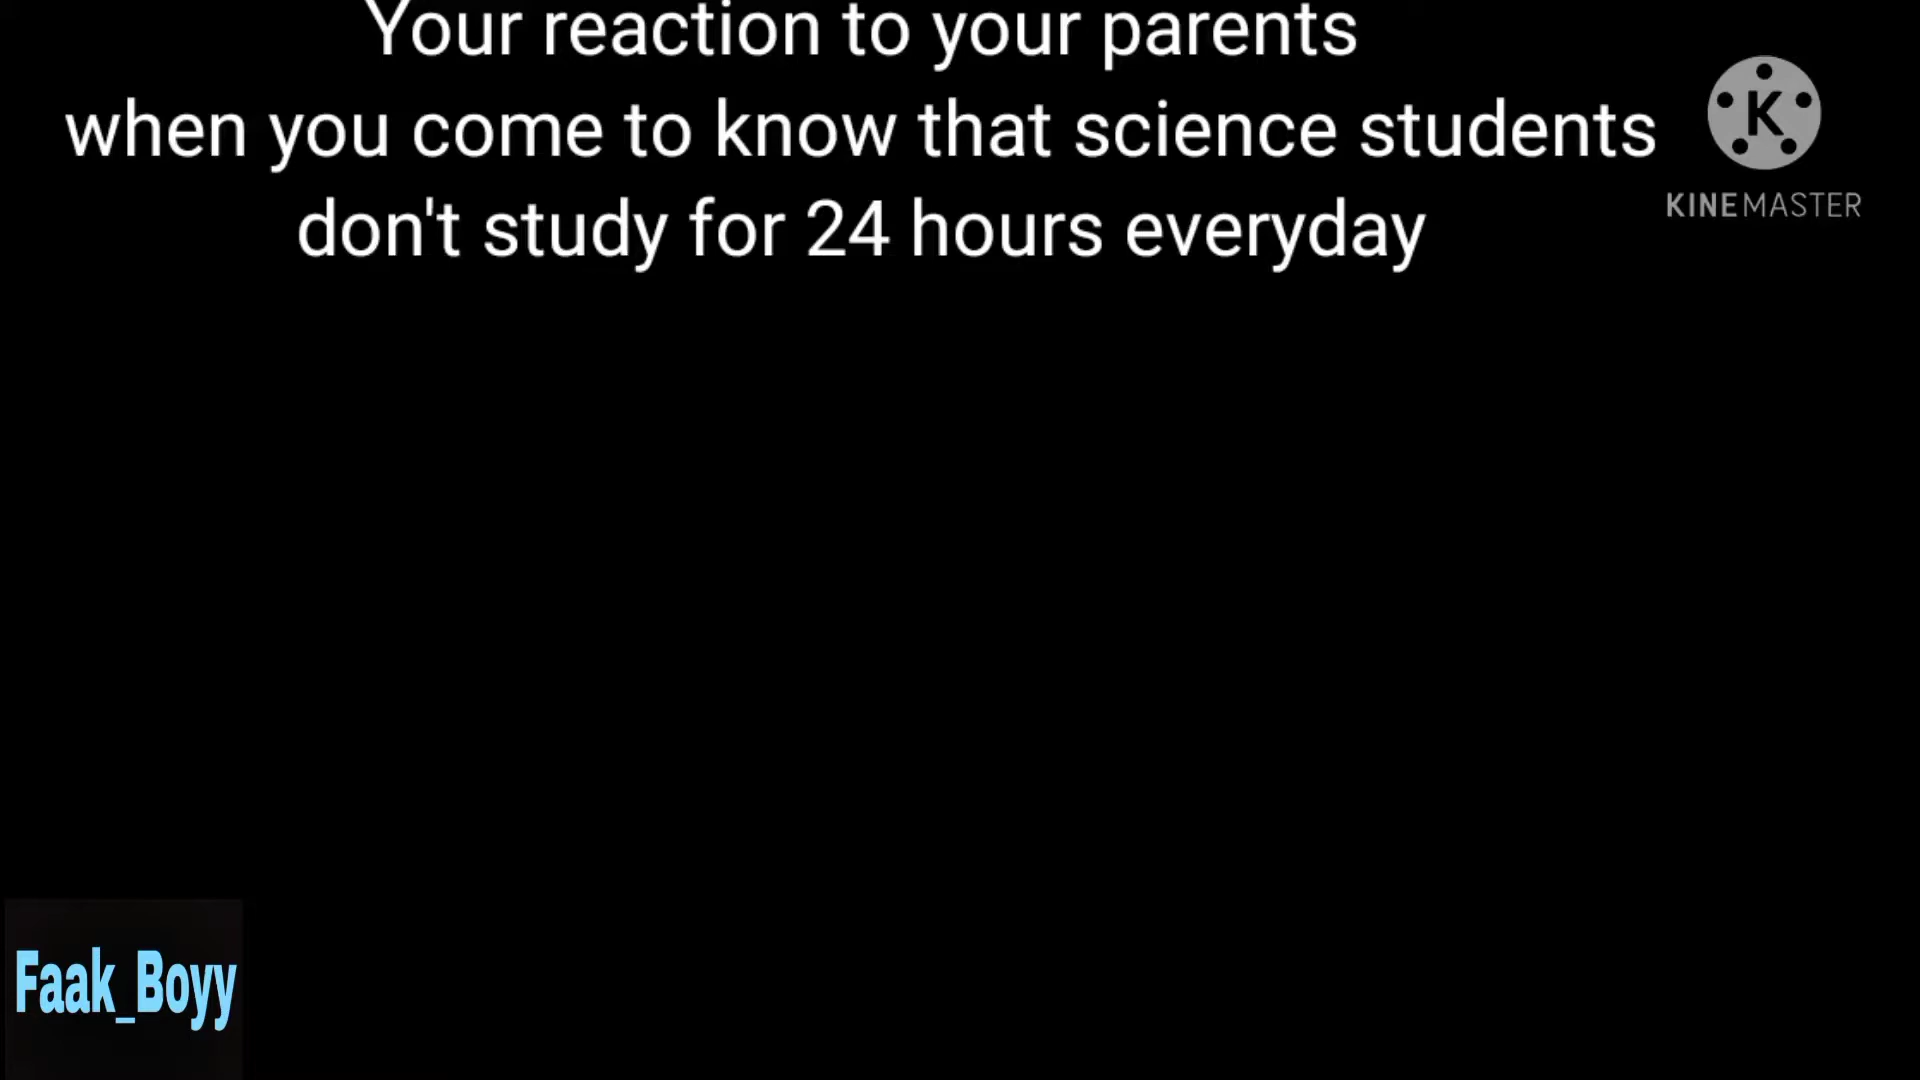 Your reaction to your parents
when you come to know that science students
don't study for 24 hours everyday
K
KINEMASTER
Faak_Boyy